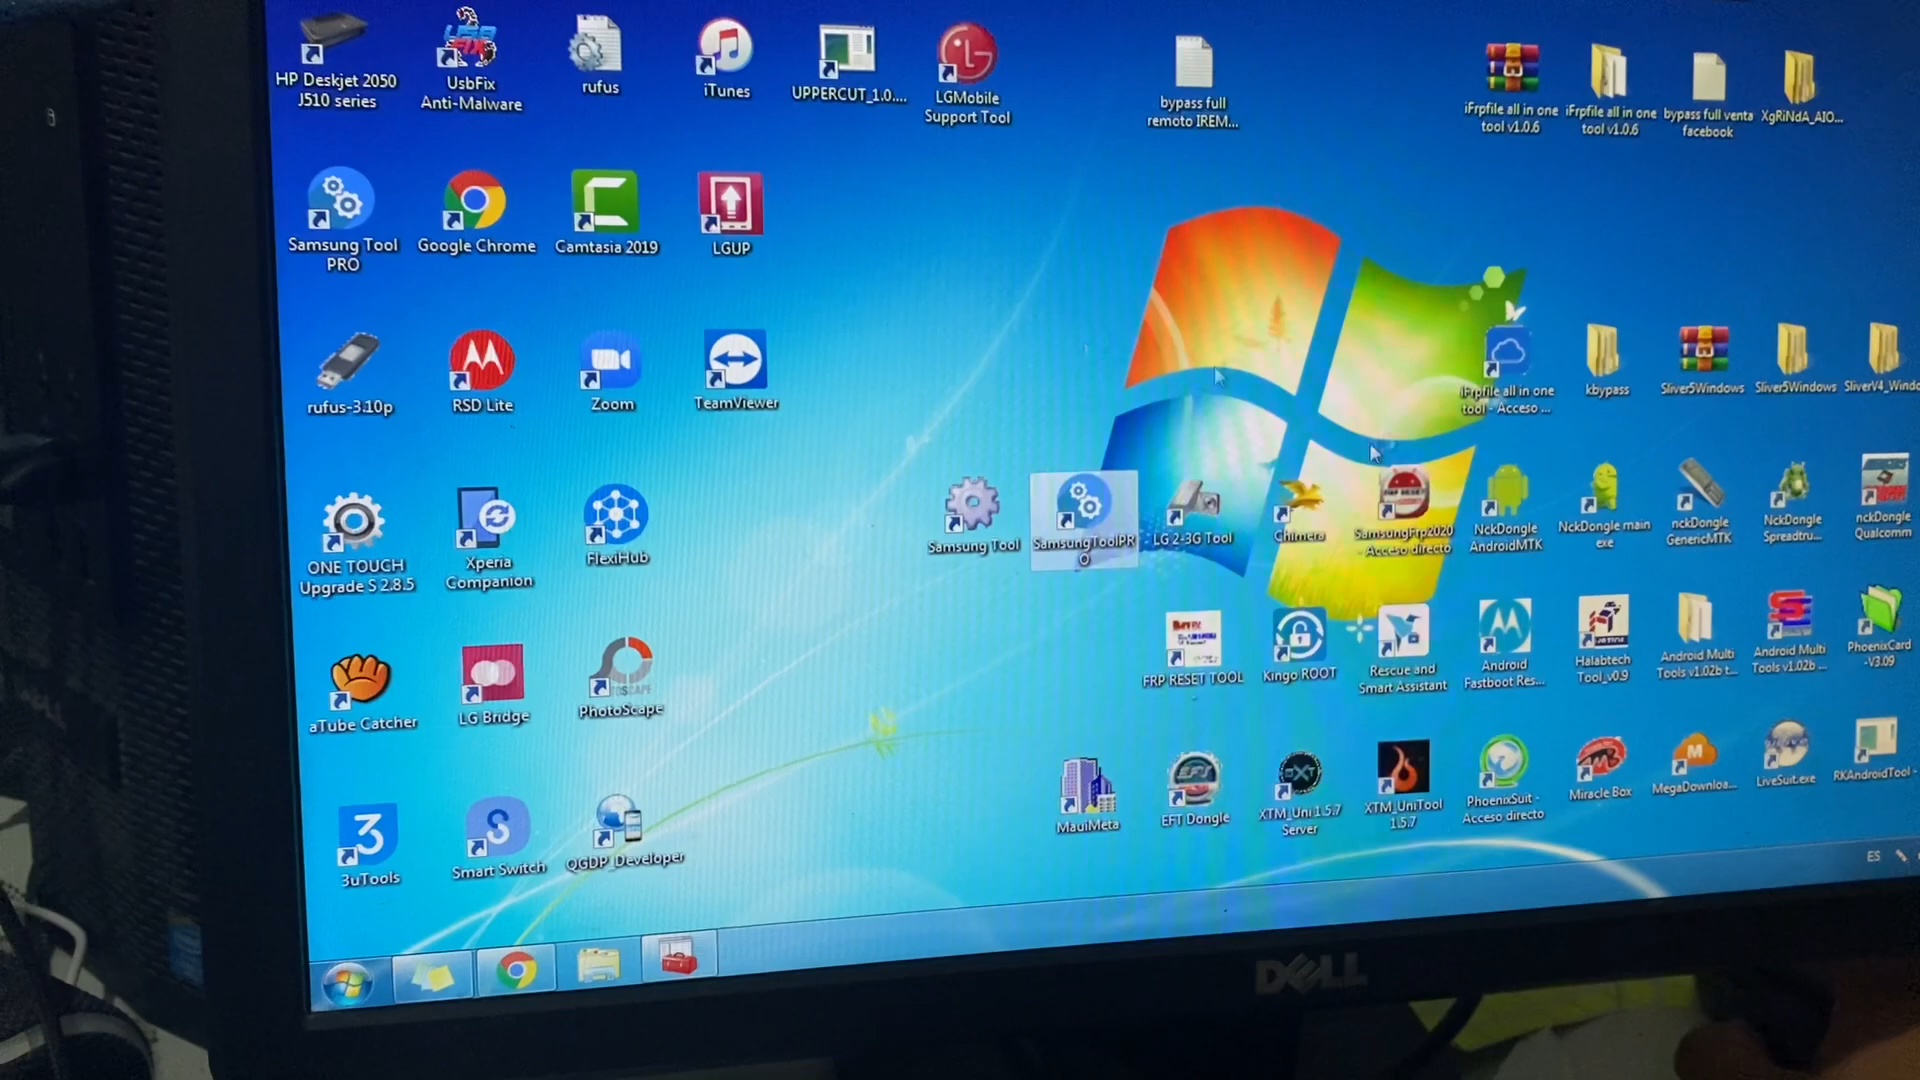 HP Deskjet 2050
J510 series
UsbFix
Anti-Malware
rufus
iTunes
UPPERCUT_1.0....
LGMobile
Support Tool
bypass full
remoto IREM...
iFrpfile all in one
tool v1.0.6
iFrpfile all in one
tool v1.0.6
bypass full venta
facebook
XgRiNdA_AIO...
Samsung Tool
PRO
Google Chrome
Camtasia 2019
LGUP
rufus-3.10p
RSD Lite
Zoom
TeamViewer
iFrpfile all in one
tool - Acceso ...
kbypass
Sliver5Windows
Sliver5Windows
SliverV4_Windo
ONE TOUCH
Upgrade S 2.8.5
Xperia
Companion
FlexiHub
Samsung Tool
SamsungToolPR
O
LG 2-3G Tool
Chimera
SamsungFrp2020
- Acceso directo
NckDongle
AndroidMTK
NckDongle main
exe
nckDongle
GenericMTK
NckDongle
Spreadtru...
nckDongle
Qualcomm
aTube Catcher
LG Bridge
PhotoScape
FRP RESET TOOL
Kingo ROOT
Rescue and
Smart Assistant
Android
Fastboot Res...
Halabtech
Tool_v0.9
Android Multi
Tools v1.02b t...
Android Multi
Tools v1.02b ...
PhoenixCard
-V3.09
3uTools
Smart Switch
QGDP_Developer
MauiMeta
EFT Dongle
XTM_Uni 1.5.7
Server
XTM_UniTool
1.5.7
PhoenixSuit -
Acceso directo
Miracle Box
MegaDownloa...
LiveSuit.exe
RKAndroidTool -
ES
DELL